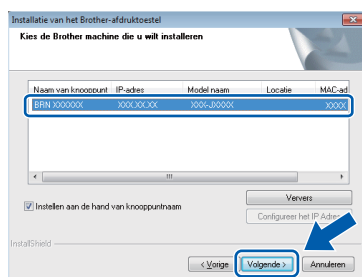 Installatie van het Brother-afdruktoestel
Kies de Brother machine die u wilt installeren
Naam van knooppunt IP-adres Model naam Locatie MAC-ad
BRN XXXXXX XXX.XX.XX XXX-JXXXX XXXX
Ververs
Instellen aan de hand van knooppuntnaam
Configureer het IP Adres
InstallShield
< Vorige Volgende > Annuleren